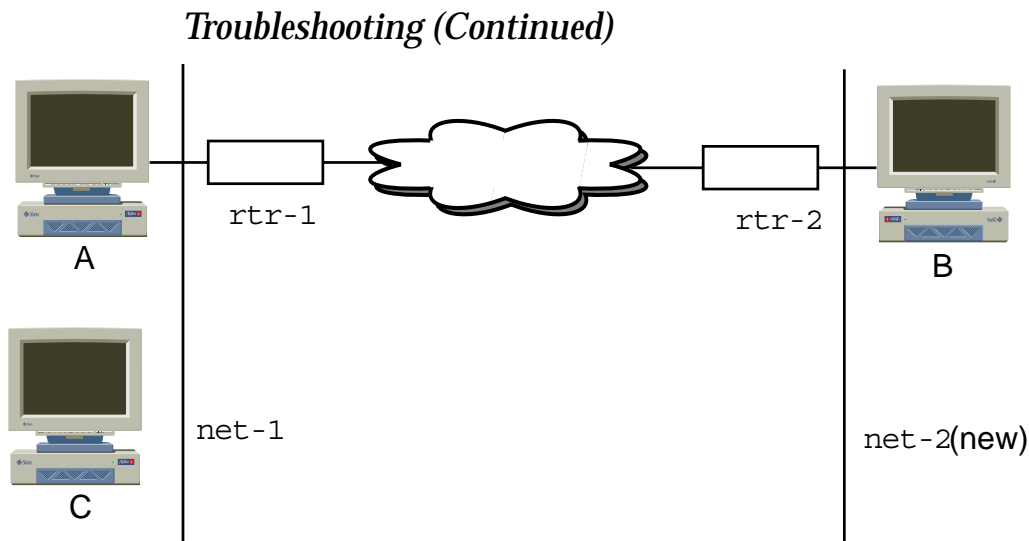 Troubleshooting (Continued)
rtr-1
rtr-2
A
B
net-1
net-2(new)
C